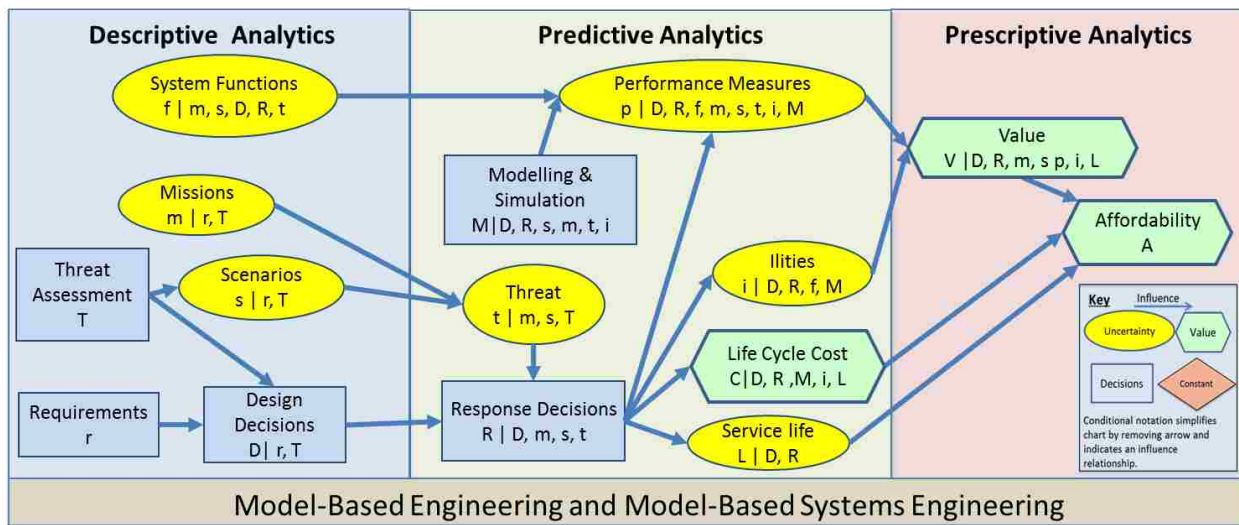 Descriptive Analytics
System Functions
f | m, s, D, R, t
Missions
m | r, T
Threat
Assessment
T
Scenarios
s | r, T
Requirements
r
Design
Decisions
D| r, T
Predictive Analytics
Performance Measures
p | D, R, f, m, s, t, i, M
Modelling &
Simulation
M|D, R, s, m, t, i
Threat
t | m, s, T
Ilities
i | D, R, f, M
Life Cycle Cost
C|D, R ,M, i, L
Response Decisions
R | D, m, s, t
Service life
L | D, R
Prescriptive Analytics
Value
V |D, R, m, s p, i, L
Affordability
A
Key
Influence
Uncertainty
Value
Decisions
Constant
Conditional notation simplifies
chart by removing arrow and
indicates an influence
relationship.
Model-Based Engineering and Model-Based Systems Engineering